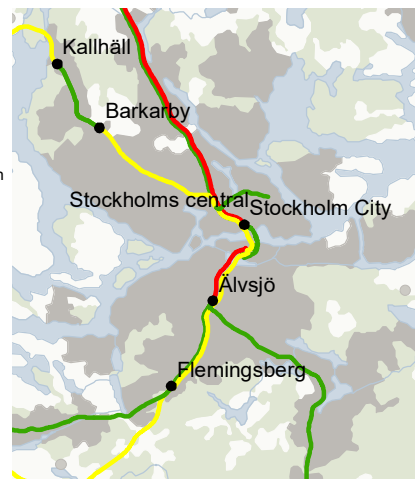 Kallhäll
Barkarby
n
Stockholms central
Stockholm City
Älvsjö
Flemingsberg